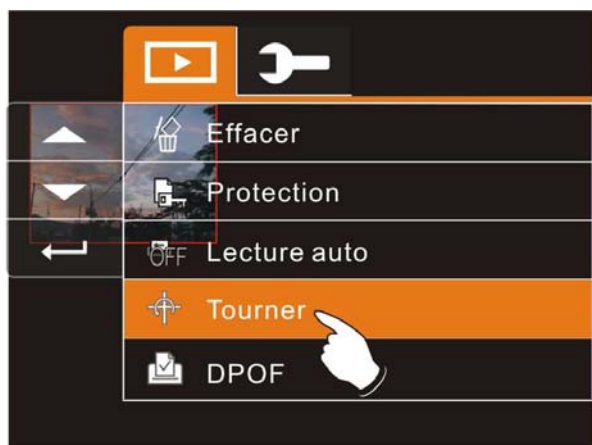 Effacer
Protection
OFF Lecture auto
Tourner
DPOF